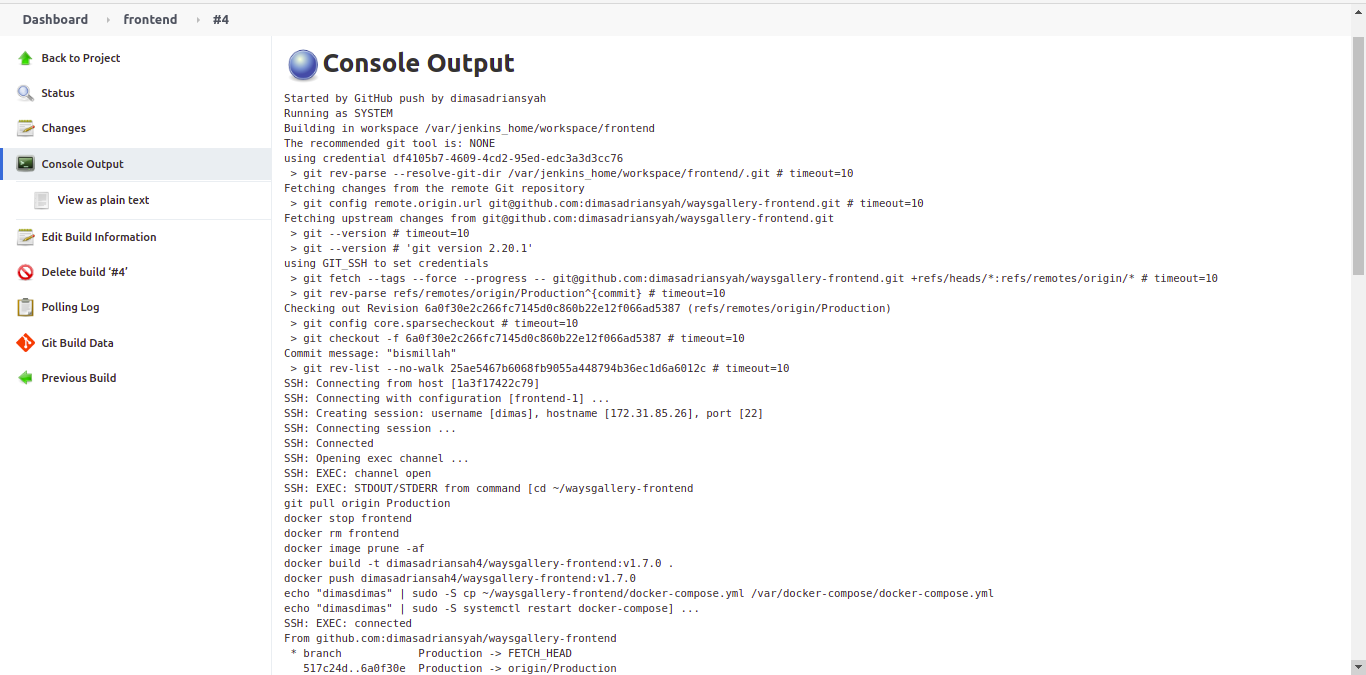 Dashboard › frontend › #4
Back to Project
Status
Changes
Console Output
View as plain text
Edit Build Information
Delete build ‘#4’
Polling Log
Git Build Data
Previous Build
Console Output
Started by GitHub push by dimasadriansyah
Running as SYSTEM
Building in workspace /var/jenkins_home/workspace/frontend
The recommended git tool is: NONE
using credential df4105b7-4609-4cd2-95ed-edc3a3d3cc76
> git rev-parse --resolve-git-dir /var/jenkins_home/workspace/frontend/.git # timeout=10
Fetching changes from the remote Git repository
> git config remote.origin.url git@github.com:dimasadriansyah/waysgallery-frontend.git # timeout=10
Fetching upstream changes from git@github.com:dimasadriansyah/waysgallery-frontend.git
> git --version # timeout=10
> git --version # 'git version 2.20.1'
using GIT_SSH to set credentials
> git fetch --tags --force --progress -- git@github.com:dimasadriansyah/waysgallery-frontend.git +refs/heads/*:refs/remotes/origin/* # timeout=10
> git rev-parse refs/remotes/origin/Production^{commit} # timeout=10
Checking out Revision 6a0f30e2c266fc7145d0c860b22e12f066ad5387 (refs/remotes/origin/Production)
> git config core.sparsecheckout # timeout=10
> git checkout -f 6a0f30e2c266fc7145d0c860b22e12f066ad5387 # timeout=10
Commit message: "bismillah"
> git rev-list --no-walk 25ae5467b6068fb9055a448794b36ec1d6a6012c # timeout=10
SSH: Connecting from host [1a3f17422c79]
SSH: Connecting with configuration [frontend-1] ...
SSH: Creating session: username [dimas], hostname [172.31.85.26], port [22]
SSH: Connecting session ...
SSH: Connected
SSH: Opening exec channel ...
SSH: EXEC: channel open
SSH: EXEC: STDOUT/STDERR from command [cd ~/waysgallery-frontend
git pull origin Production
docker stop frontend
docker rm frontend
docker image prune -af
docker build -t dimasadriansah4/waysgallery-frontend:v1.7.0 .
docker push dimasadriansah4/waysgallery-frontend:v1.7.0
echo "dimasdimas" | sudo -S cp ~/waysgallery-frontend/docker-compose.yml /var/docker-compose/docker-compose.yml
echo "dimasdimas" | sudo -S systemctl restart docker-compose] ...
SSH: EXEC: connected
From github.com:dimasadriansyah/waysgallery-frontend
* branch            Production -> FETCH_HEAD
517c24d..6a0f30e  Production -> origin/Production